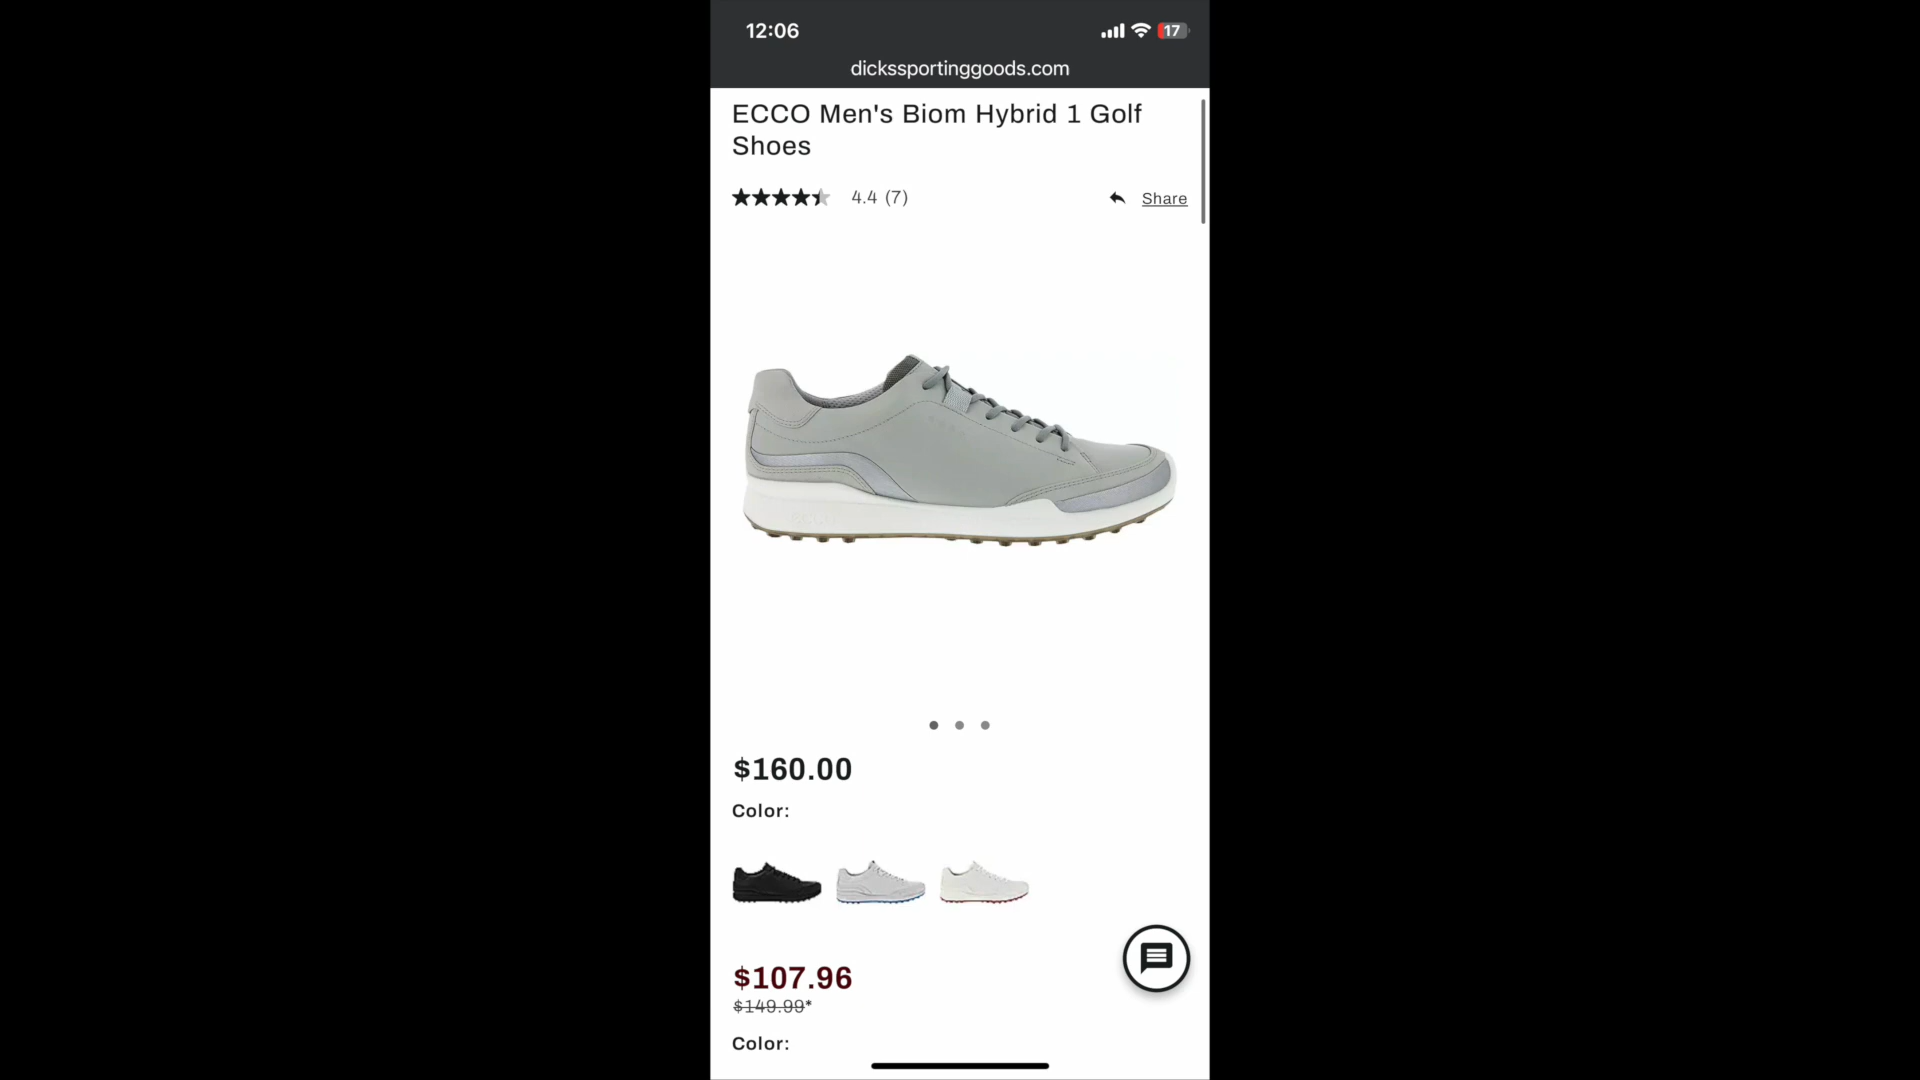 12:06
17
dickssportinggoods.com
ECCO Men's Biom Hybrid 1 Golf
Shoes
4.4 (7)
Share
$160.00
Color:
$107.96
$149.99*
Color: